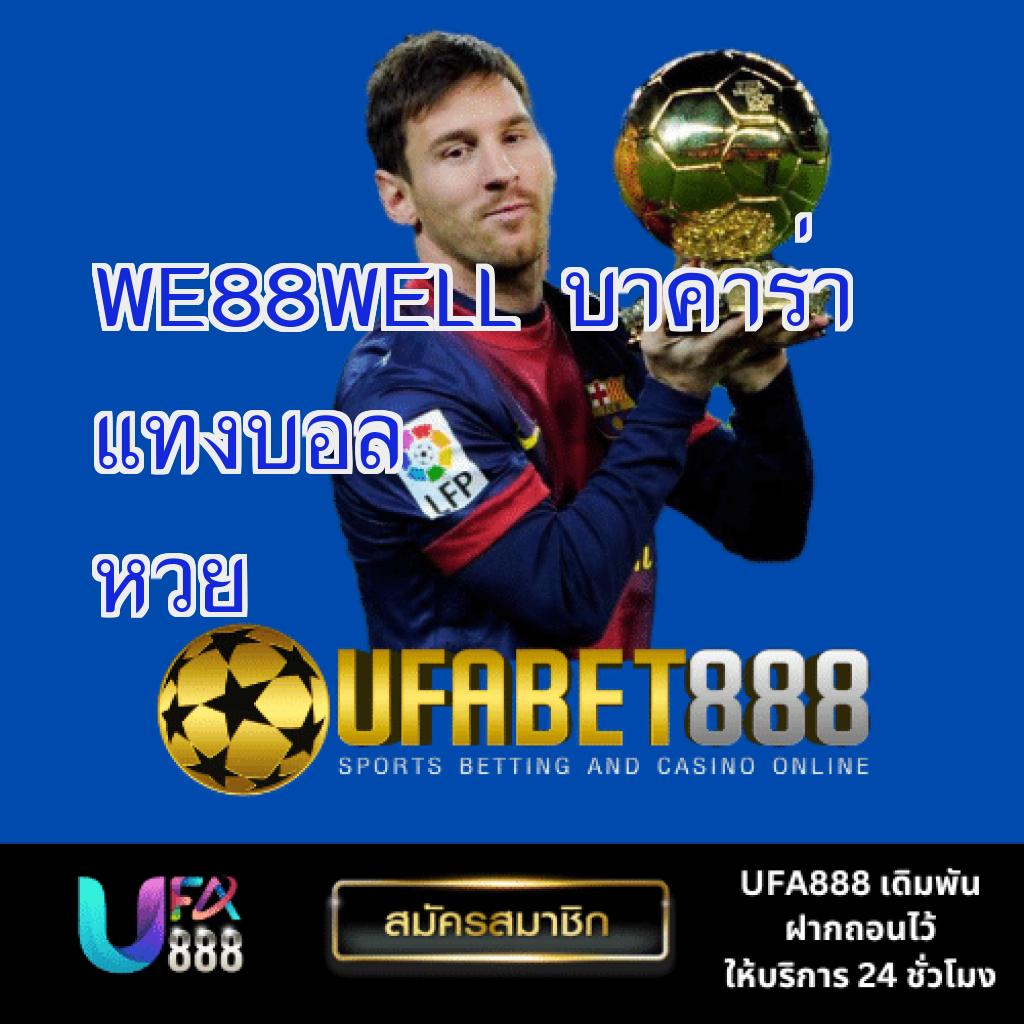 WE88WELL บาคาร่า
แทงบอล
LFP
หวย
UFABET888
SPORTS BETTING AND CASINO ONLINE
UFA
888
สมัครสมาชิก
UFA888 เดิมพัน
ฝากถอนไว้
ให้บริการ 24 ชั่วโมง